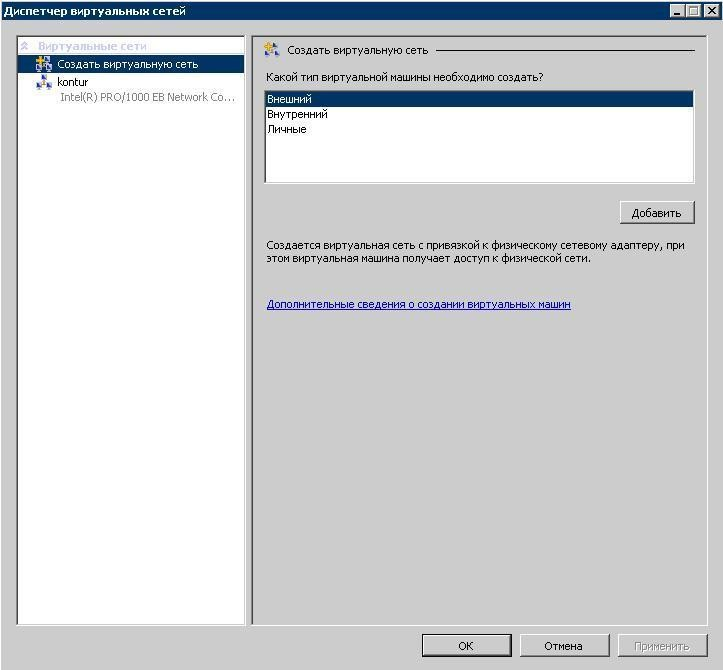 Диспетчер виртуальных сетей
Виртуальные сети
Создать виртуальную сеть
kontur
Intel(R) PRO/1000 EB Network Co...
Создать виртуальную сеть
Какой тип виртуальной машины необходимо создать?
Внешний
Внутренний
Личные
Добавить
Создается виртуальная сеть с привязкой к физическому сетевому адаптеру, при
этом виртуальная машина получает доступ к физической сети.
Дополнительные сведения о создании виртуальных машин
ОК
Отмена
Применить